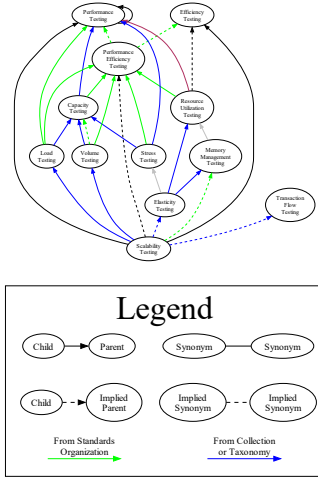 Performance
Testing
Efficiency
Testing
Performance
Efficiency
Testing
Capacity
Testing
Resource
Utilization
Testing
Load
Testing
Volume
Testing
Stress
Testing
Memory
Management
Testing
Elasticity
Testing
Transaction
Flow
Testing
Scalability
Testing
Legend
Child
Parent
Synonym
Synonym
Child
Implied
Parent
Implied
Synonym
Implied
Synonym
From Standards
Organization
From Collection
or Taxonomy